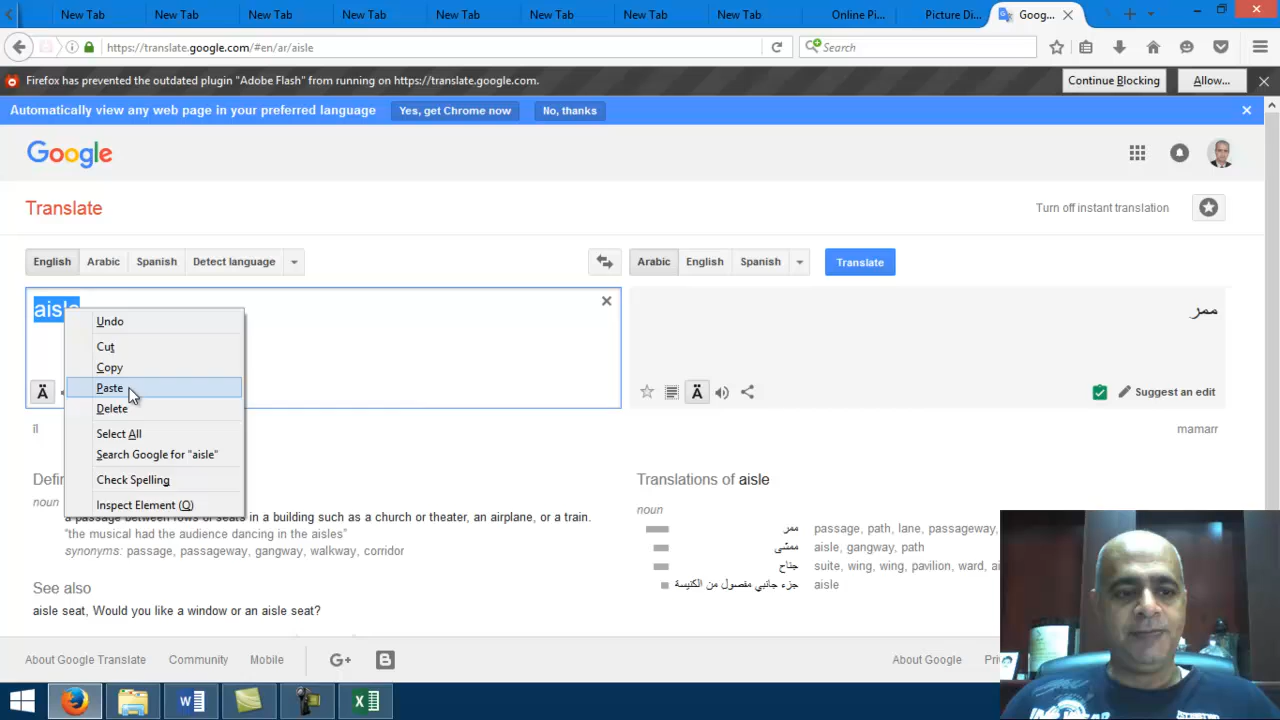 New Tab New Tab New Tab New Tab New Tab New Tab New Tab New Tab Online Pi... Picture Di... Goog...
https://translate.google.com/#en/ar/aisle Search
Firefox has prevented the outdated plugin "Adobe Flash" from running on https://translate.google.com. Continue Blocking Allow...
Automatically view any web page in your preferred language Yes, get Chrome now No, thanks
Google
Translate Turn off instant translation
English Arabic Spanish Detect language Arabic English Spanish Translate
aisle ممر
Undo
Cut
Copy
Paste
Delete
Select All
Search Google for "aisle"
Check Spelling
Inspect Element (Q)
Ä Ä Suggest an edit
īl mamarr
Translations of aisle
noun noun
a passage between rows of seats in a building such as a church or theater, an airplane, or a train.
"the musical had the audience dancing in the aisles"
synonyms: passage, passageway, gangway, walkway, corridor
ممر passage, path, lane, passageway,
ممشى aisle, gangway, path
جناح suite, wing, wing, pavilion, ward,
جزء جانبي مفصول من الكنيسة aisle
See also
aisle seat, Would you like a window or an aisle seat?
About Google Translate Community Mobile G+ B About Google
W X